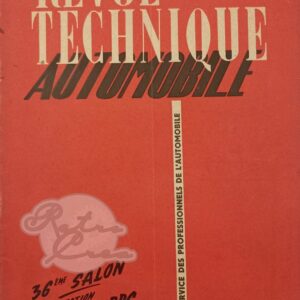 REVUE
TECHNIQUE
AUTOMOBILE
SERVICE DES PROFESSIONNELS DE L'AUTOMOBILE
Retro
36ÈME SALON